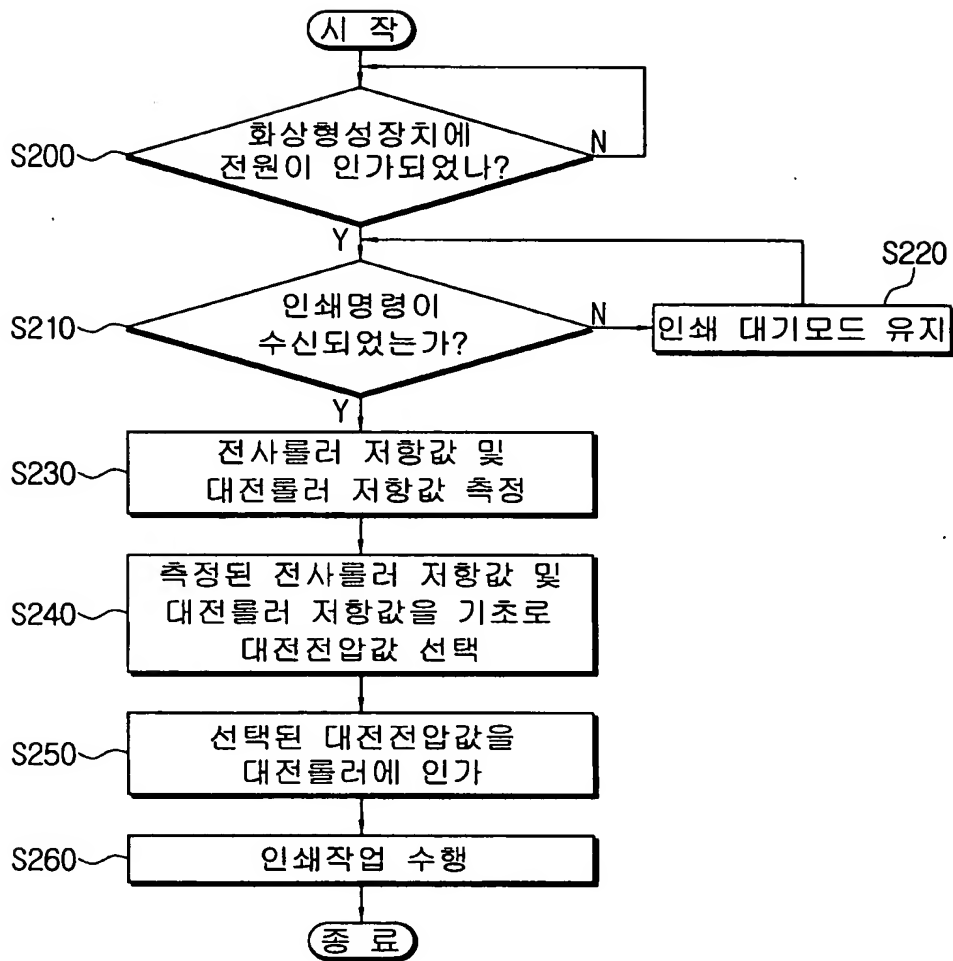 시 작
S200
화상형성장치에
전원이 인가되었나?
N
Y
S210
인쇄명령이
수신되었는가?
N
S220
인쇄 대기모드 유지
Y
S230
전사롤러 저항값 및
대전롤러 저항값 측정
S240
측정된 전사롤러 저항값 및
대전롤러 저항값을 기초로
대전전압값 선택
S250
선택된 대전전압값을
대전롤러에 인가
S260
인쇄작업 수행
종 료